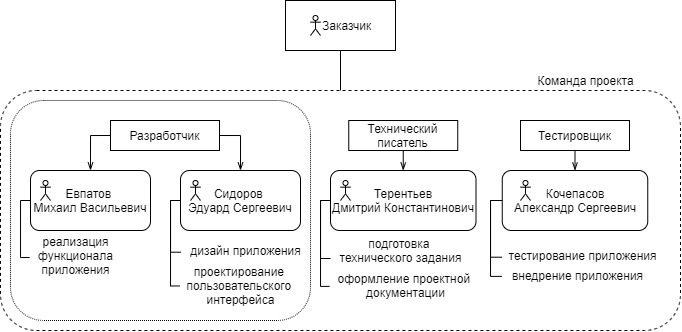 Заказчик
Команда проекта
Разработчик
Технический
писатель
Тестировщик
Евпатов
Михаил Васильевич
Сидоров
Эдуард Сергеевич
Терентьев
Дмитрий Константинович
Кочепасов
Александр Сергеевич
реализация
функционала
приложения
дизайн приложения
проектирование
пользовательского
интерфейса
подготовка
технического задания
оформление проектной
документации
тестирование приложения
внедрение приложения